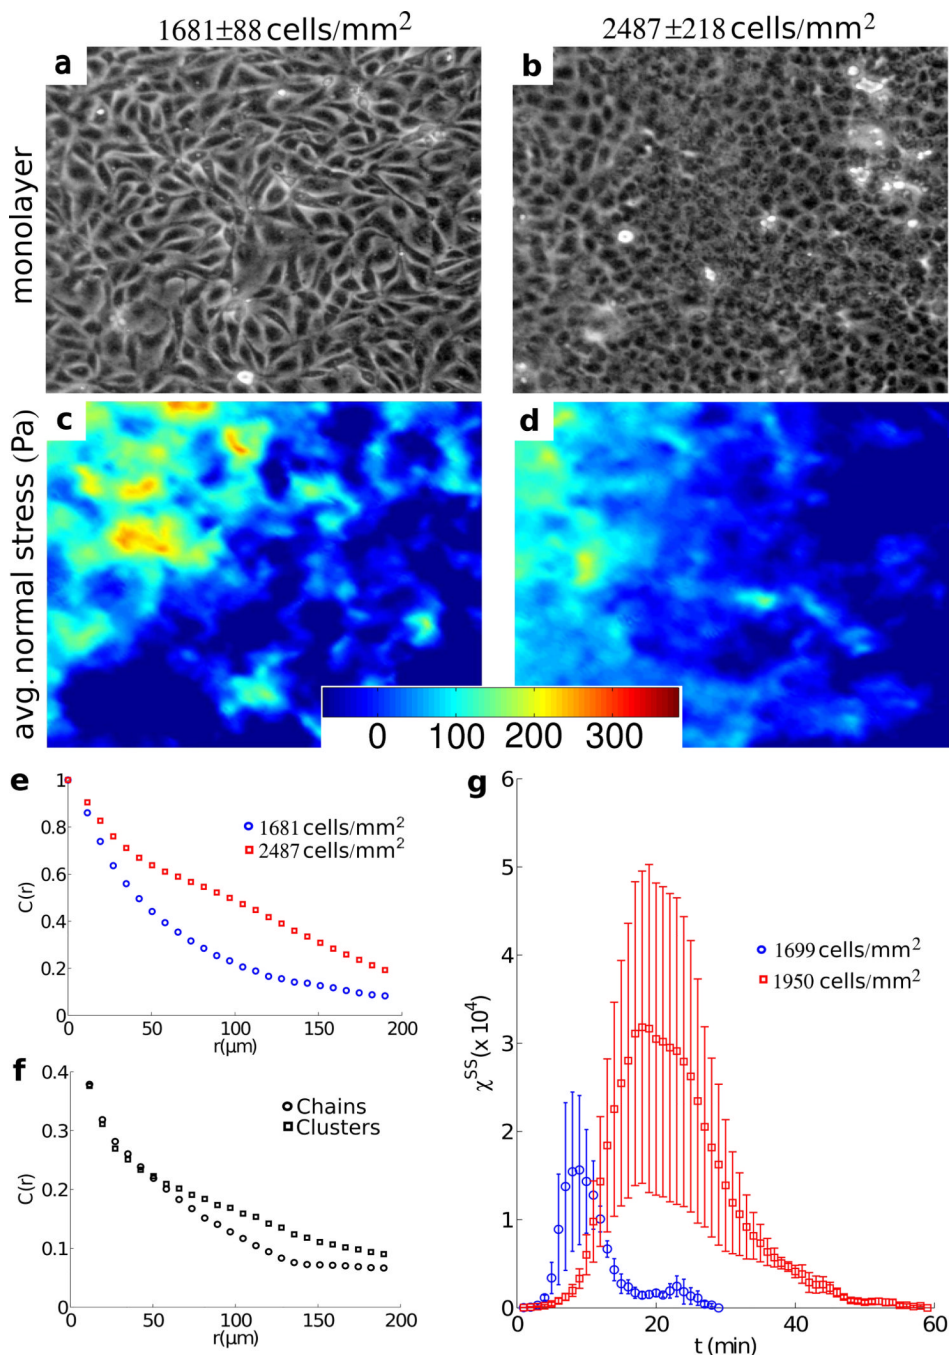 1681±88 cells/mm²
2487±218 cells/mm²
a
b
monolayer
c
d
avg. normal stress (Pa)
0 100 200 300
e
1
0.8
0.6
0.4
0.2
0
C(r)
1681 cells/mm²
2487 cells/mm²
0 50 100 150 200
r(μm)
f
0.4
0.3
0.2
0.1
0
C(r)
Chains
Clusters
0 50 100 150 200
r(μm)
g
6
5
4
3
2
1
0
χ^SS (x 10⁴)
1699 cells/mm²
1950 cells/mm²
0 20 40 60
t (min)